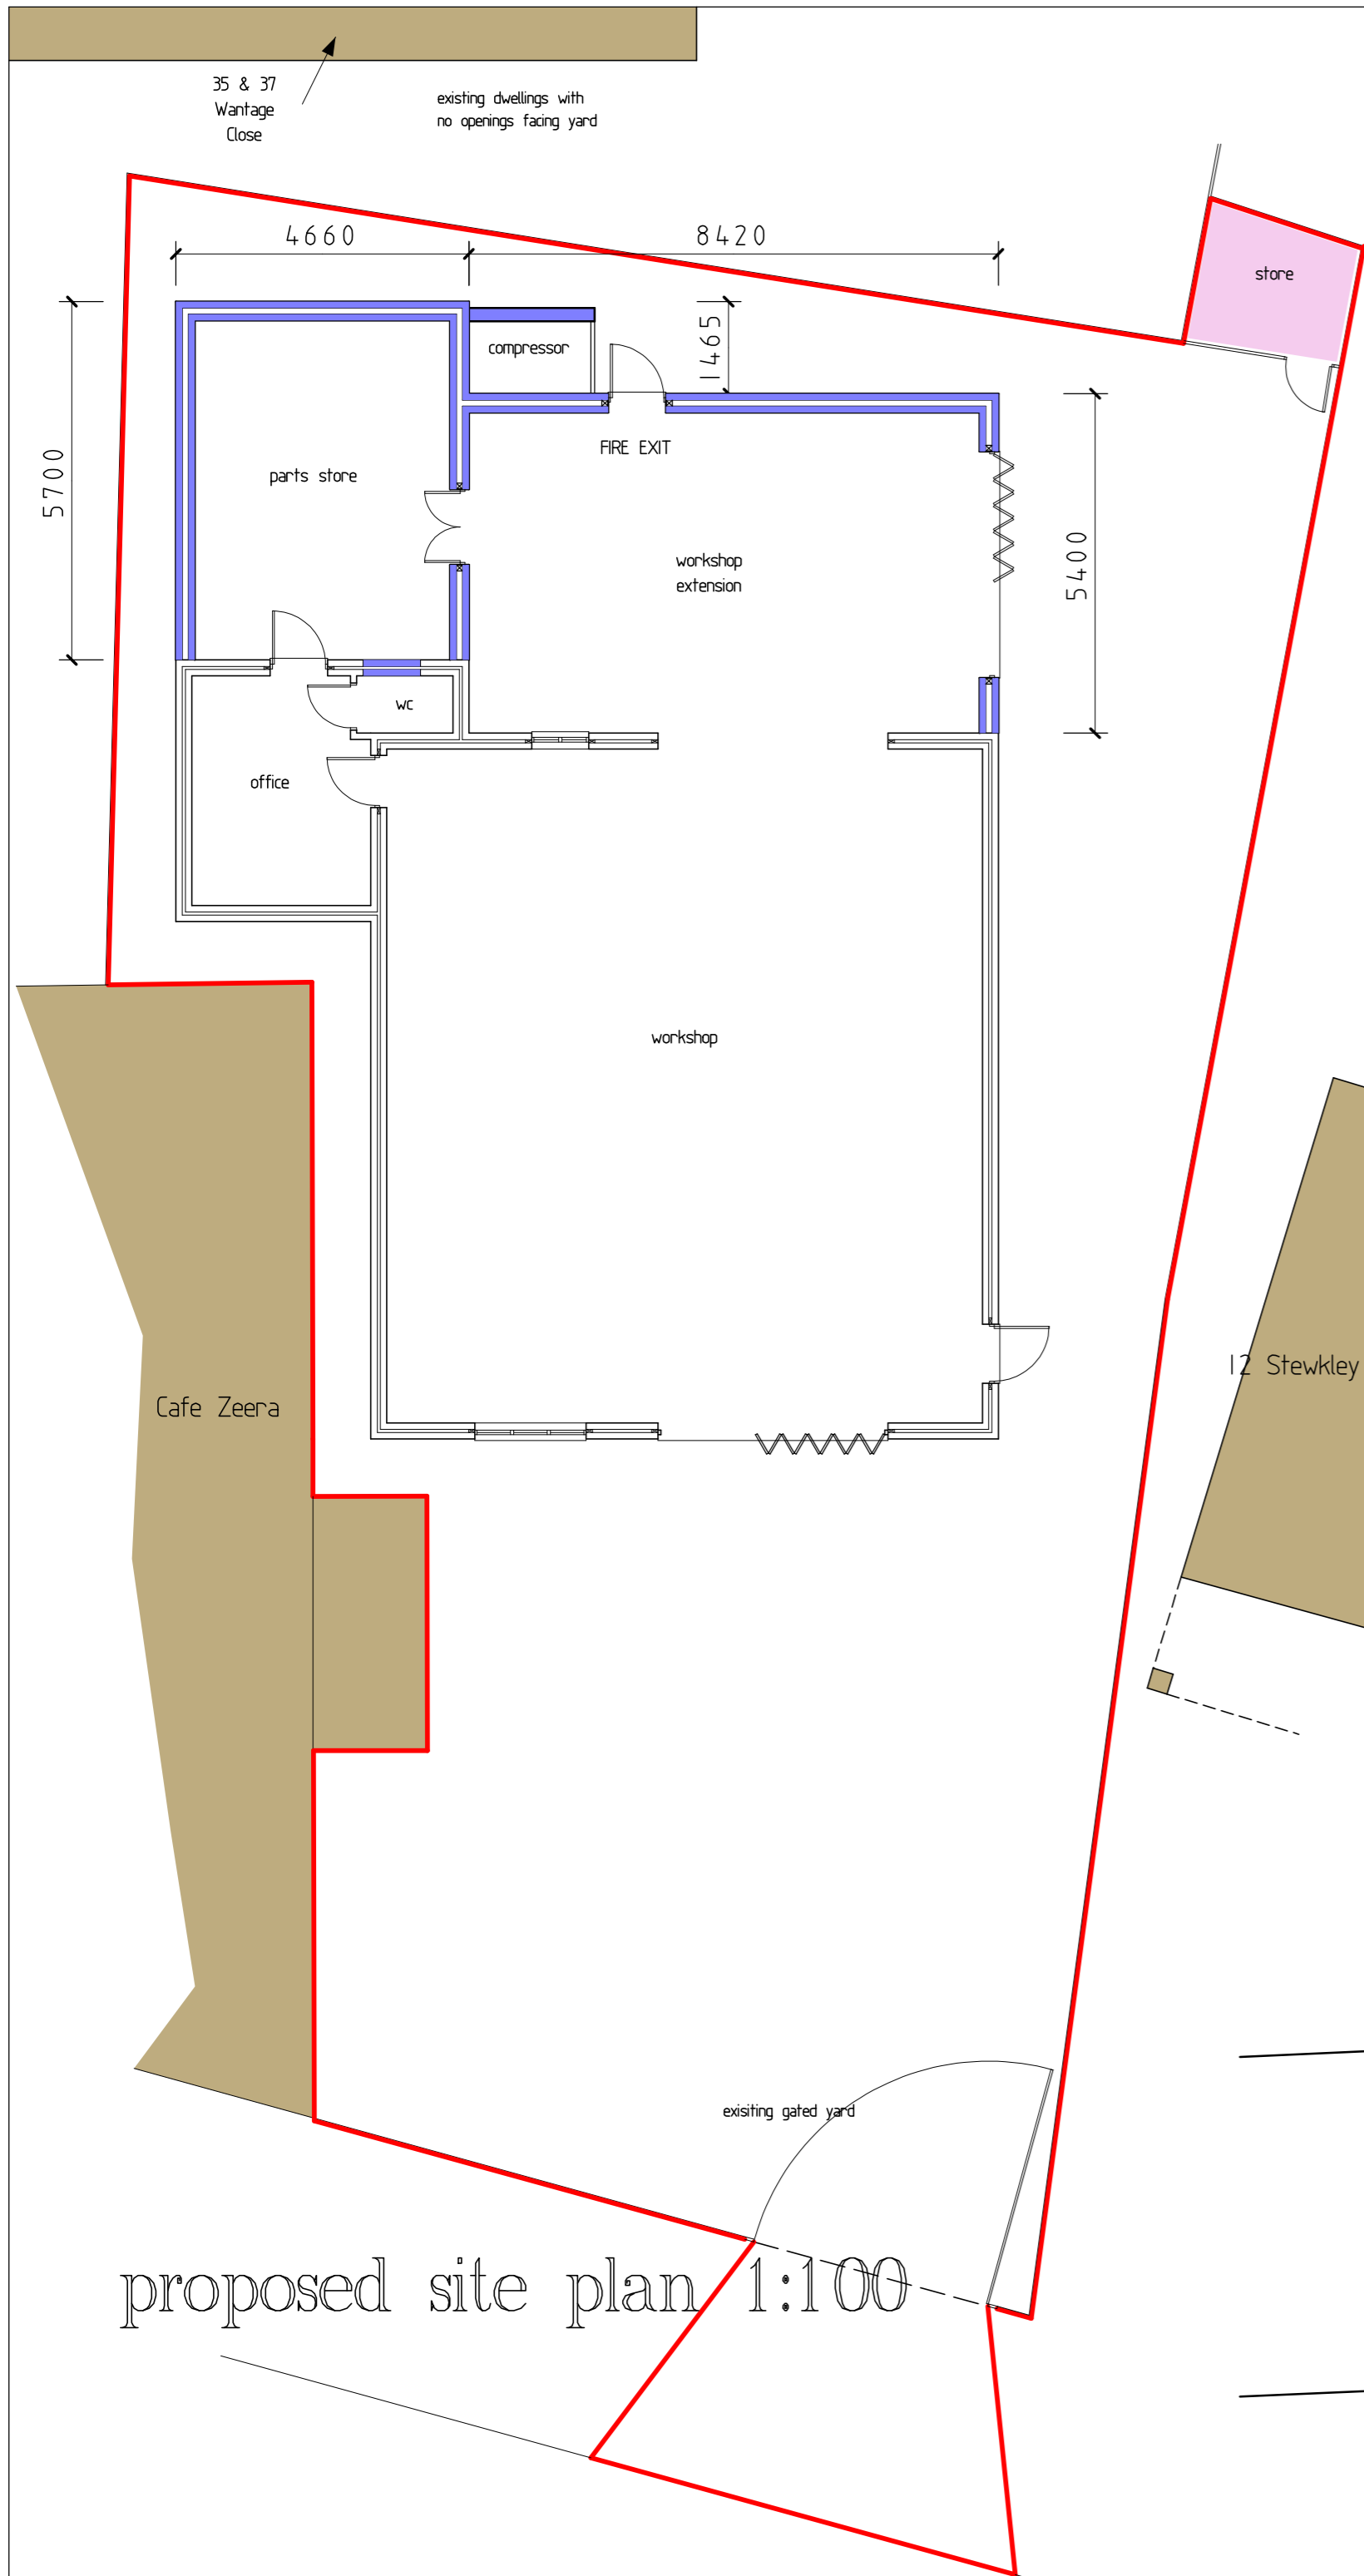 35 & 37
Wantage
Close
existing dwellings with
no openings facing yard
4660
8420
store
compressor
1465
FIRE EXIT
parts store
5700
workshop
extension
5400
wc
office
workshop
12 Stewkley
Cafe Zeera
exisiting gated yard
proposed site plan 1:100